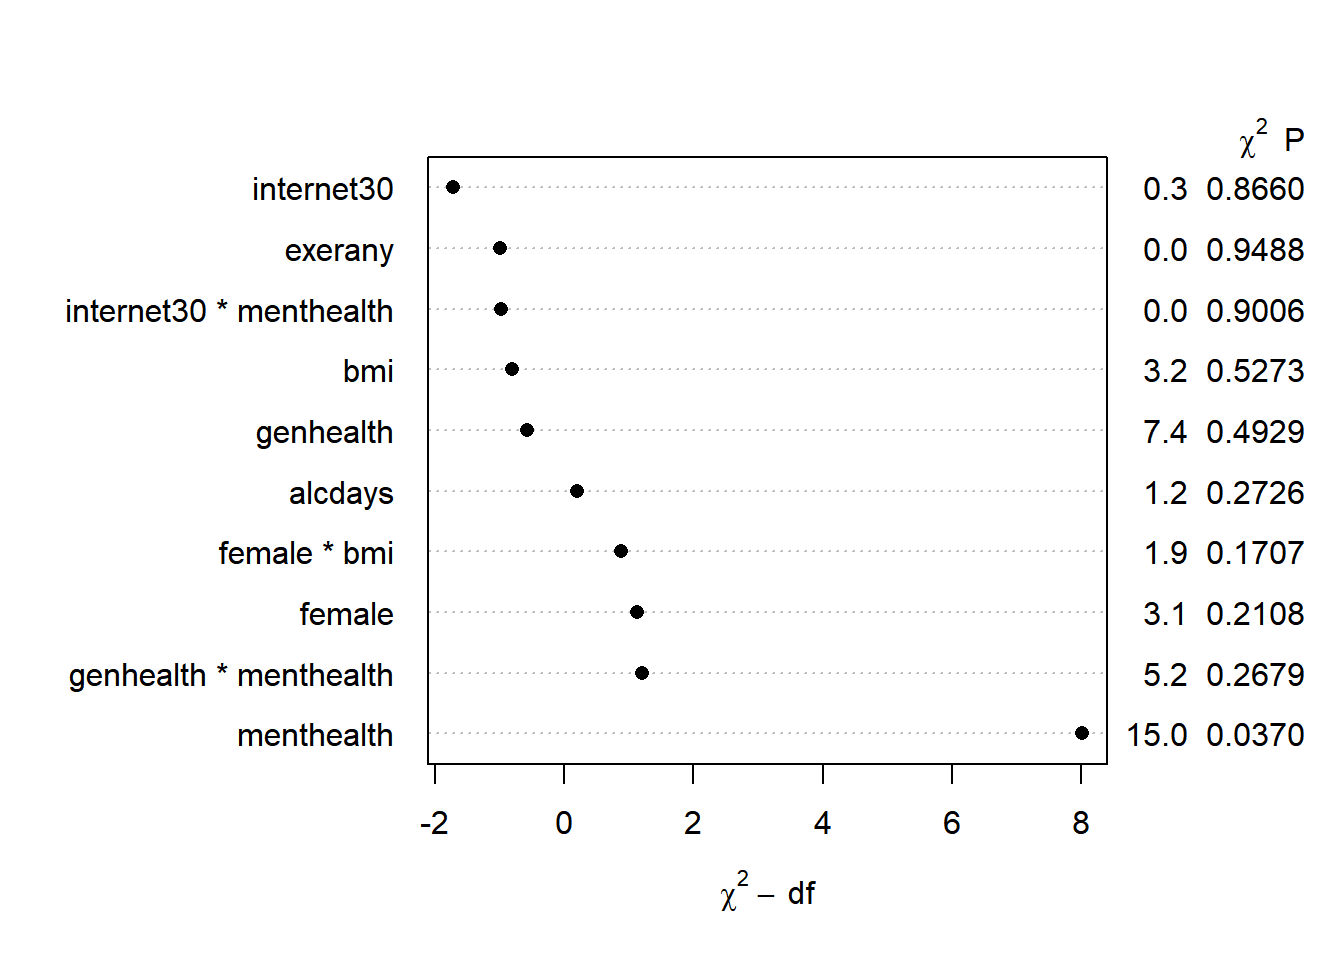 χ² P
internet30 0.3 0.8660
exerany 0.0 0.9488
internet30 * menthealth 0.0 0.9006
bmi 3.2 0.5273
genhealth 7.4 0.4929
alcdays 1.2 0.2726
female * bmi 1.9 0.1707
female 3.1 0.2108
genhealth * menthealth 5.2 0.2679
menthealth 15.0 0.0370
-2 0 2 4 6 8
χ² − df